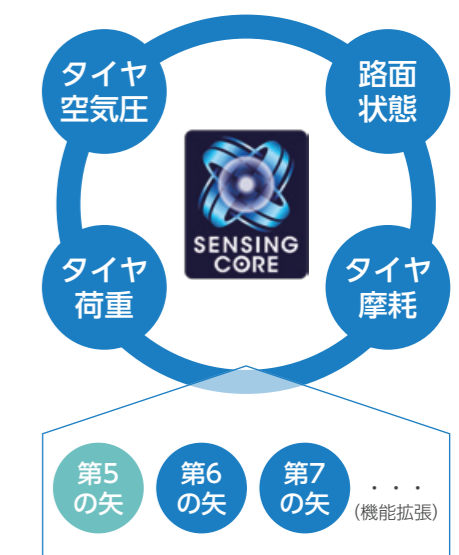 タイヤ
空気圧
路面
状態
SENSING
CORE
タイヤ
荷重
タイヤ
摩耗
第5
の矢
第6
の矢
第7
の矢
・・・
(機能拡張)